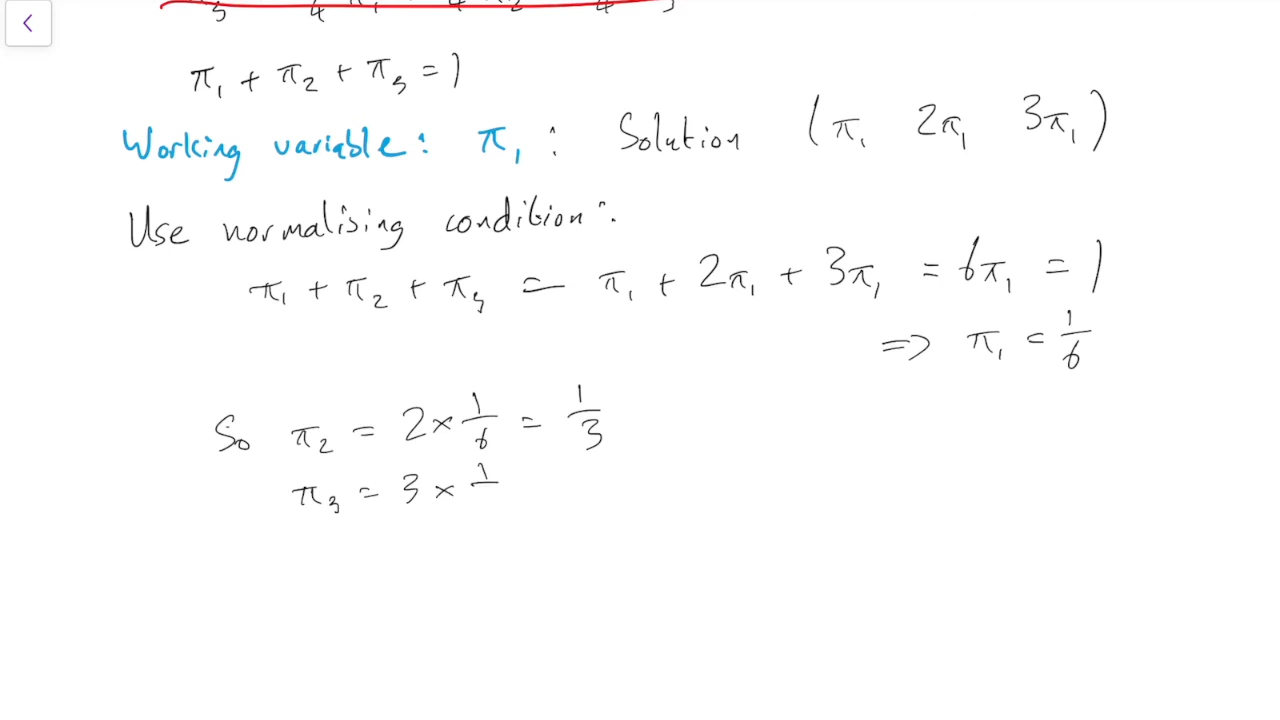 π₁ + π₂ + π₃ = 1
Working variable: π₁ : Solution (π₁ 2π₁ 3π₁)
Use normalising condition:
π₁ + π₂ + π₃ = π₁ + 2π₁ + 3π₁ = 6π₁ = 1
=> π₁ = 1/6
So π₂ = 2 × 1/6 = 1/3
π₃ = 3 × 1